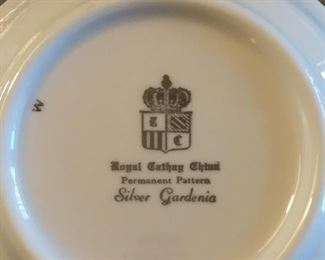 M
R
C
Royal Cathay China
Permanent Pattern
Silver Gardenia